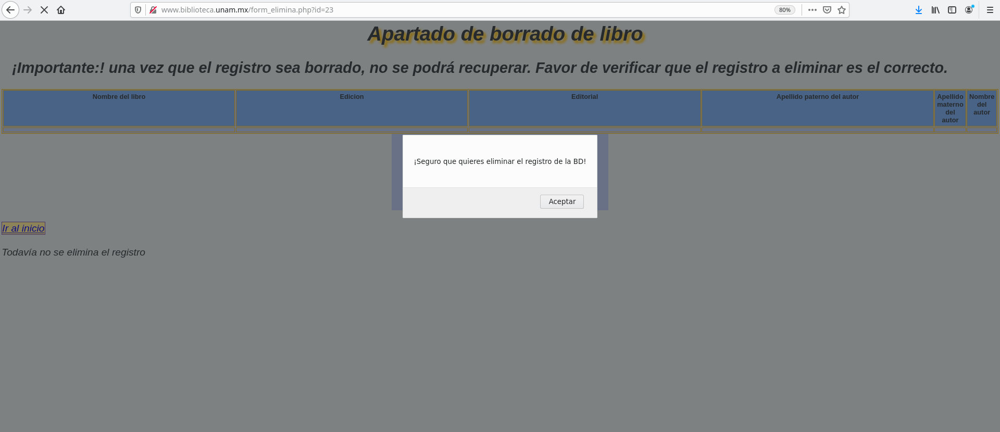 www.biblioteca.unam.mx/form_elimina.php?id=23
80%
Apartado de borrado de libro
¡Importante:! una vez que el registro sea borrado, no se podrá recuperar. Favor de verificar que el registro a eliminar es el correcto.
Nombre del libro
Edicion
Editorial
Apellido paterno del autor
Apellido
materno
del
autor
Nombre
del
autor
¡Seguro que quieres eliminar el registro de la BD!
Aceptar
Ir al inicio
Todavía no se elimina el registro